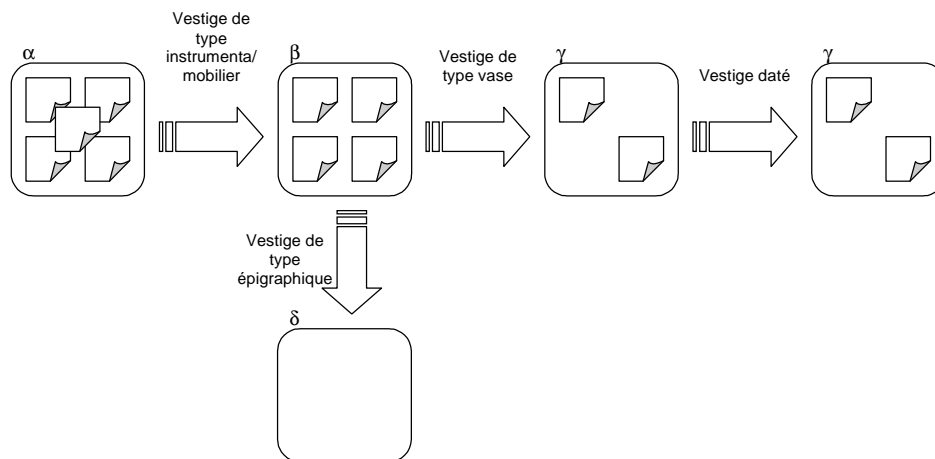 α
Vestige de
type
instrumenta/
mobilier
β
Vestige de
type vase
γ
Vestige daté
γ
Vestige de
type
épigraphique
δ